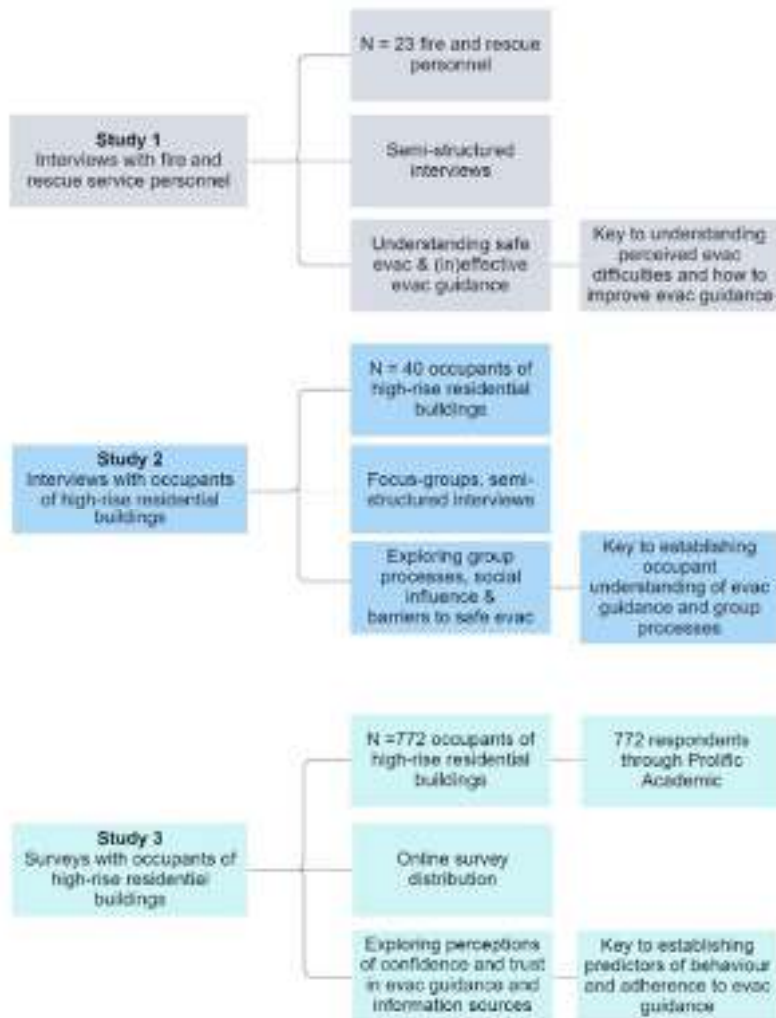 N = 23 fire and rescue
personnel
Study 1
Interviews with fire and
rescue service personnel
Semi-structured
interviews
Understanding safe
evac & (in)effective
evac guidance
Key to understanding
perceived evac
difficulties and how to
improve evac guidance
N = 40 occupants of
high-rise residential
buildings
Study 2
Interviews with occupants
of high-rise residential
buildings
Focus-groups, semi-
structured interviews
Exploring group
processes, social
influence &
barriers to safe evac
Key to establishing
occupant
understanding of evac
guidance and group
processes
N =772 occupants of
high-rise residential
buildings
772 respondents
through Prolific
Academic
Study 3
Surveys with occupants of
high-rise residential
buildings
Online survey
distribution
Exploring perceptions
of confidence and trust
in evac guidance and
information sources
Key to establishing
predictors of behaviour
and adherence to evac
guidance